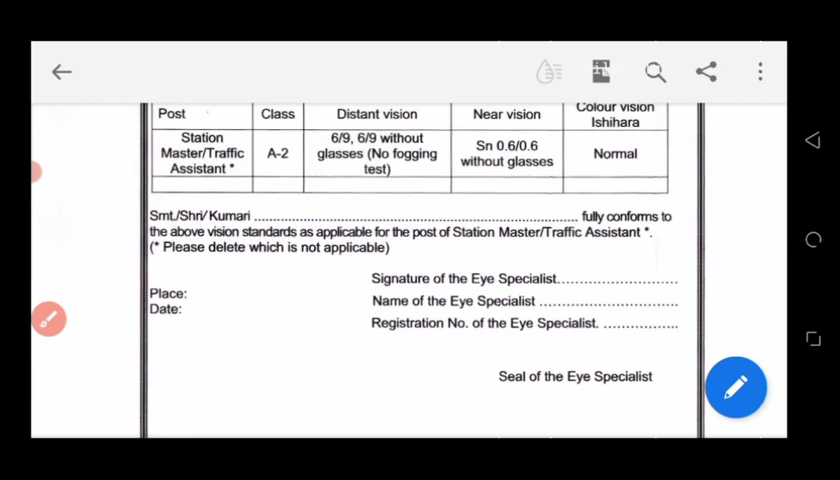 Post Class Distant vision Near vision Colour vision Ishihara
Station Master/Traffic Assistant * A-2 6/9, 6/9 without glasses (No fogging test) Sn 0.6/0.6 without glasses Normal
Smt./Shri/Kumari ........................................................................ fully conforms to
the above vision standards as applicable for the post of Station Master/Traffic Assistant *.
(* Please delete which is not applicable)
Signature of the Eye Specialist..........................
Place:
Name of the Eye Specialist ..............................
Date:
Registration No. of the Eye Specialist. ................
Seal of the Eye Specialist